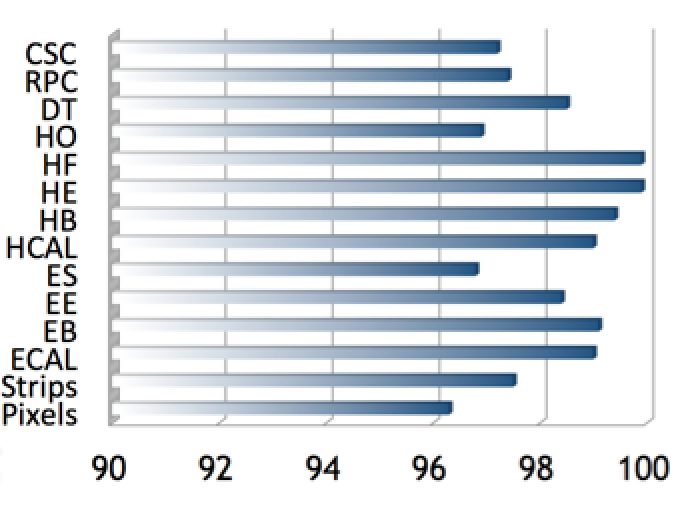 CSC
RPC
DT
HO
HF
HE
HB
HCAL
ES
EE
EB
ECAL
Strips
Pixels
90 92 94 96 98 100